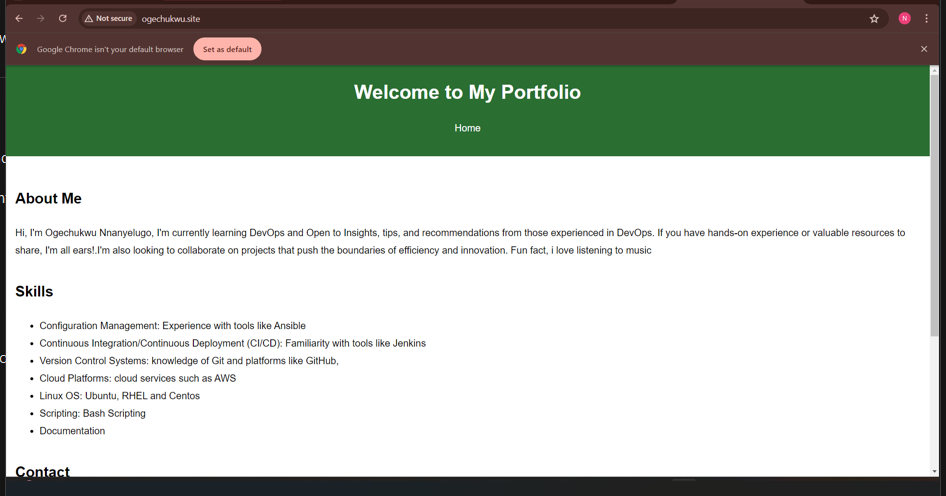 Not secure
ogechukwu.site
N
Google Chrome isn't your default browser
Set as default
Welcome to My Portfolio
Home
About Me
Hi, I'm Ogechukwu Nnanyelugo, I'm currently learning DevOps and Open to Insights, tips, and recommendations from those experienced in DevOps. If you have hands-on experience or valuable resources to
share, I'm all ears!.I'm also looking to collaborate on projects that push the boundaries of efficiency and innovation. Fun fact, i love listening to music
Skills
• Configuration Management: Experience with tools like Ansible
• Continuous Integration/Continuous Deployment (CI/CD): Familiarity with tools like Jenkins
• Version Control Systems: knowledge of Git and platforms like GitHub,
• Cloud Platforms: cloud services such as AWS
• Linux OS: Ubuntu, RHEL and Centos
• Scripting: Bash Scripting
• Documentation
Contact